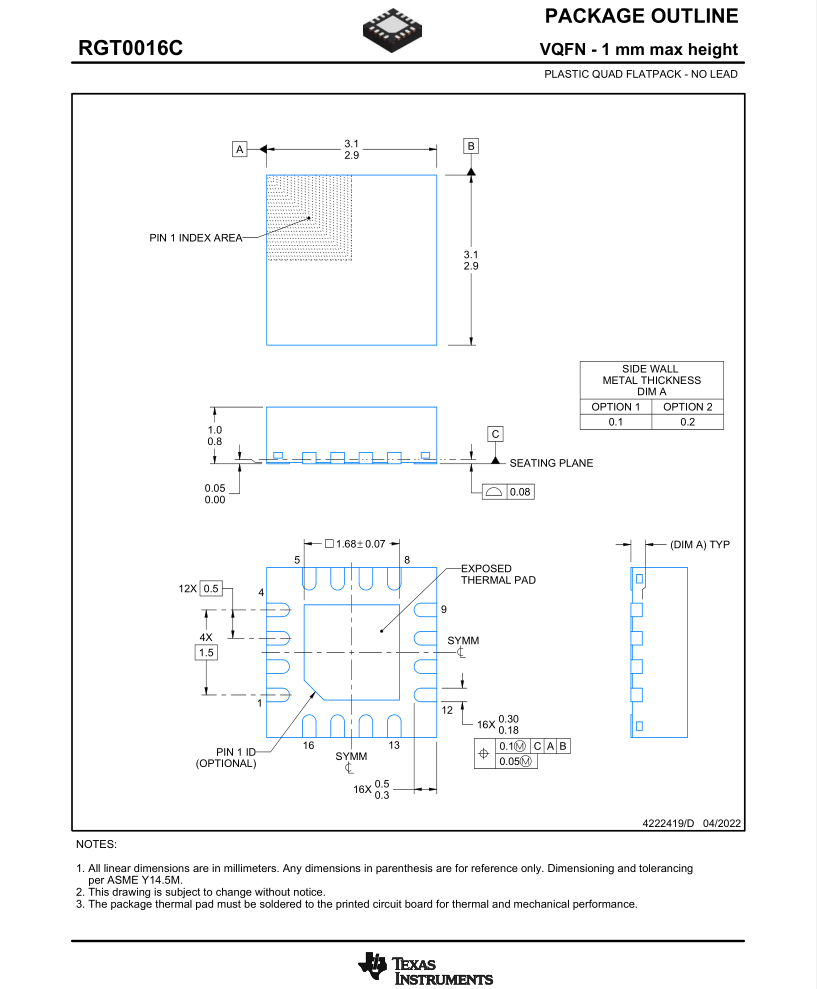 PACKAGE OUTLINE
RGT0016C
VQFN - 1 mm max height
PLASTIC QUAD FLATPACK - NO LEAD
A
3.1
2.9
B
PIN 1 INDEX AREA
3.1
2.9
SIDE WALL
METAL THICKNESS
DIM A
OPTION 1
OPTION 2
0.1
0.2
1.0
0.8
C
SEATING PLANE
0.05
0.00
0.08
1.68±0.07
(DIM A) TYP
5
8
EXPOSED
THERMAL PAD
12X 0.5
4
9
4X
1.5
SYMM
1
12
16X 0.30
0.18
0.1Ⓜ C A B
0.05Ⓜ
PIN 1 ID
(OPTIONAL)
16
13
SYMM
16X 0.5
0.3
4222419/D 04/2022
NOTES:
1. All linear dimensions are in millimeters. Any dimensions in parenthesis are for reference only. Dimensioning and tolerancing
per ASME Y14.5M.
2. This drawing is subject to change without notice.
3. The package thermal pad must be soldered to the printed circuit board for thermal and mechanical performance.
TEXAS
INSTRUMENTS